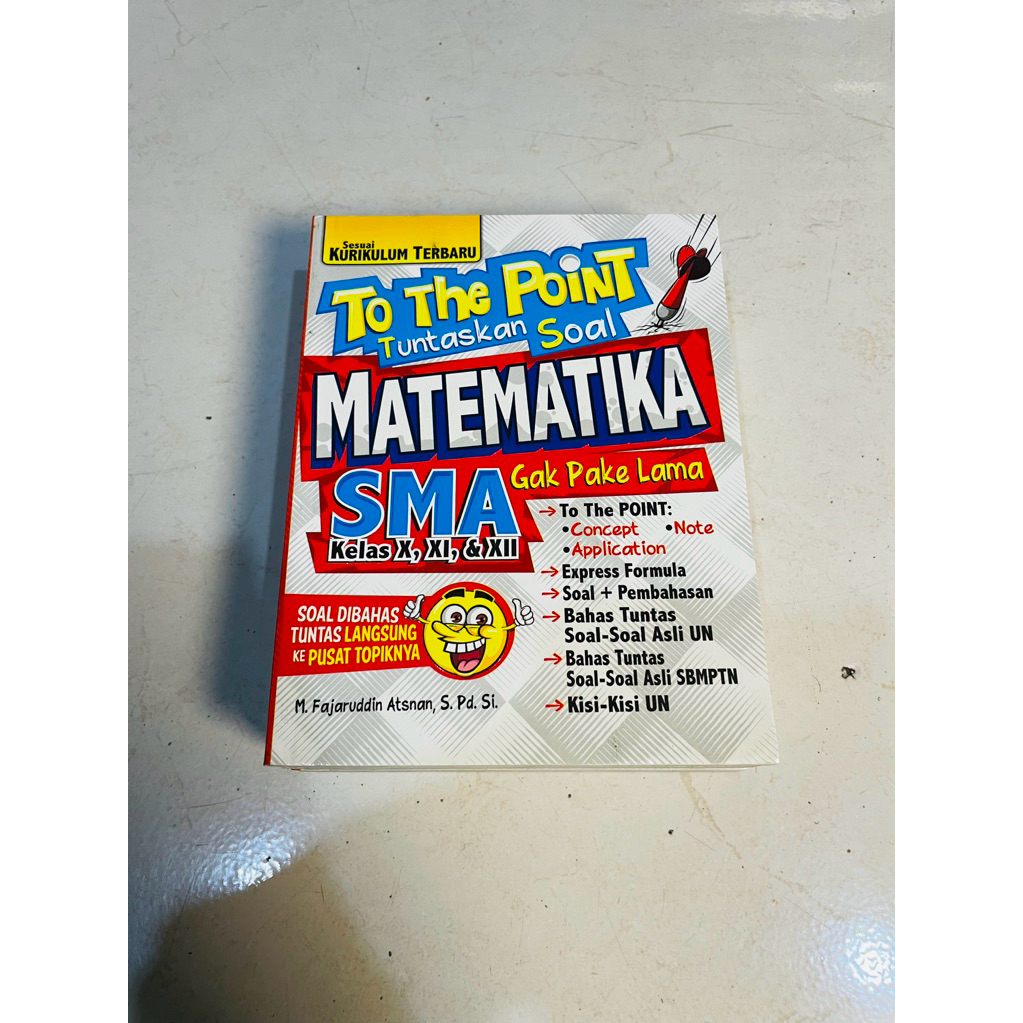 Sesuai
KURIKULUM TERBARU
To The POiNT
Tuntaskan Soal
MATEMATIKA
SMA
Gak Pake Lama
Kelas X, XI, & XII
→ To The POINT:
•Concept •Note
•Application
→ Express Formula
→ Soal + Pembahasan
→ Bahas Tuntas
Soal-Soal Asli UN
→ Bahas Tuntas
Soal-Soal Asli SBMPTN
→ Kisi-Kisi UN
SOAL DIBAHAS
TUNTAS LANGSUNG
KE PUSAT TOPIKNYA
M. Fajaruddin Atsnan, S. Pd. Si.